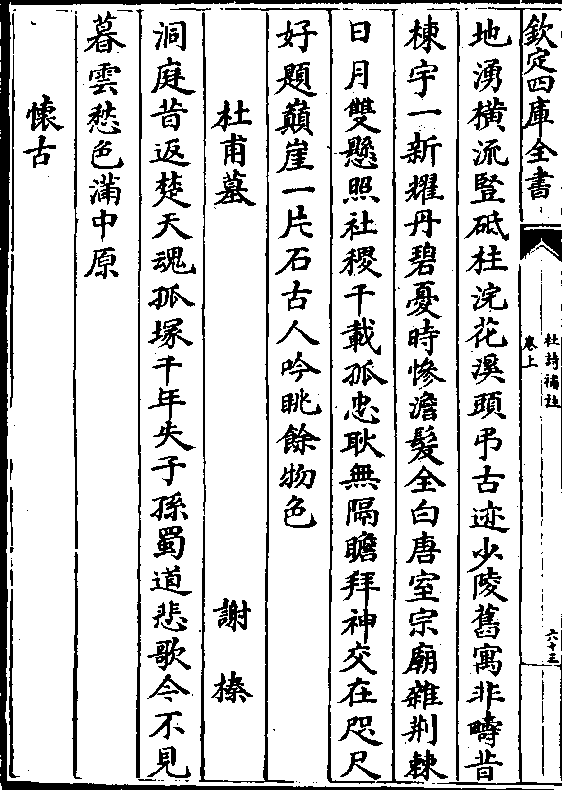 欽定四庫全書
杜詩補註
卷上
六十三
地湧橫流豎砥柱浣花溪頭弔古迹少陵舊寓非疇昔
棟宇一新耀丹碧憂時慘澹髮全白唐室宗廟雜荆棘
日月雙懸照社稷千載孤忠耿無隔瞻拜神交在咫尺
好題巔崖一片石古人吟眺餘物色
杜甫墓 謝榛
洞庭昔返楚天魂孤塚千年失子孫蜀道悲歌今不見
暮雲愁色滿中原
懷古